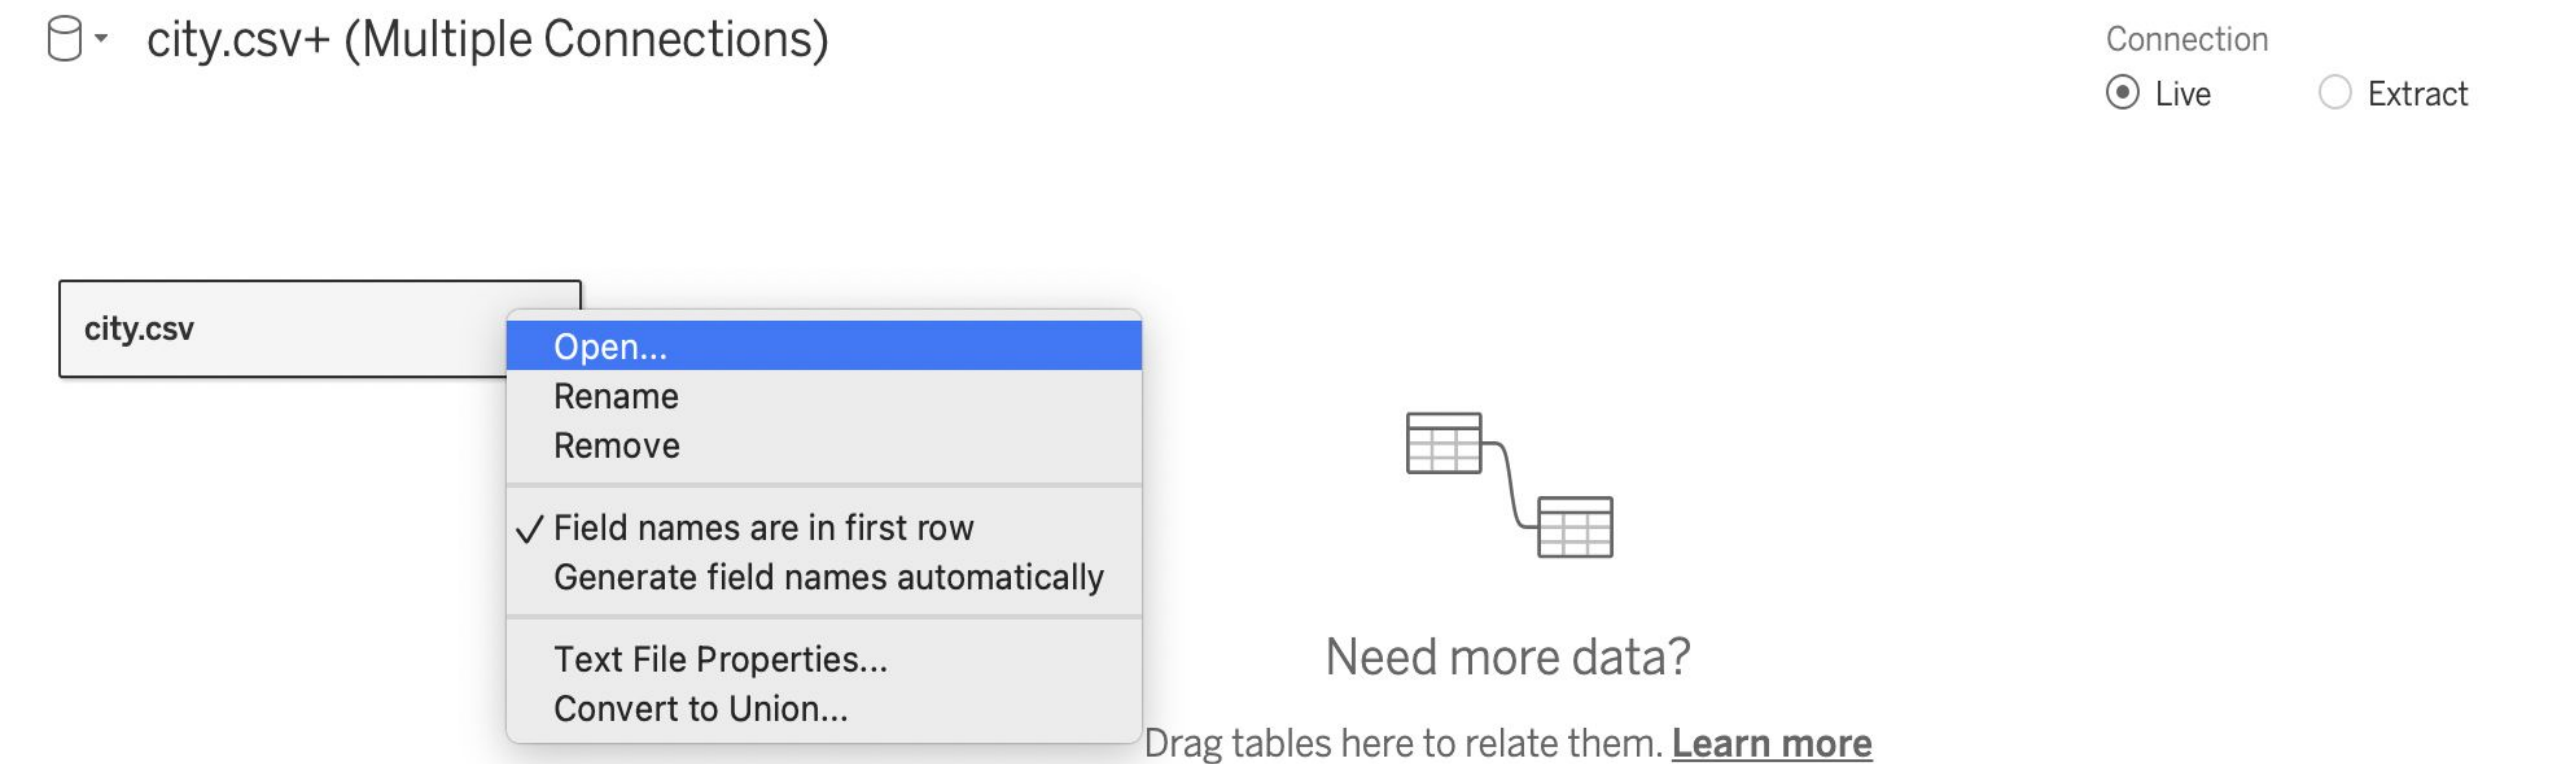 city.csv+ (Multiple Connections)
Connection
Live
Extract
city.csv
Open...
Rename
Remove
✓ Field names are in first row
Generate field names automatically
Text File Properties...
Convert to Union...
Need more data?
Drag tables here to relate them. Learn more